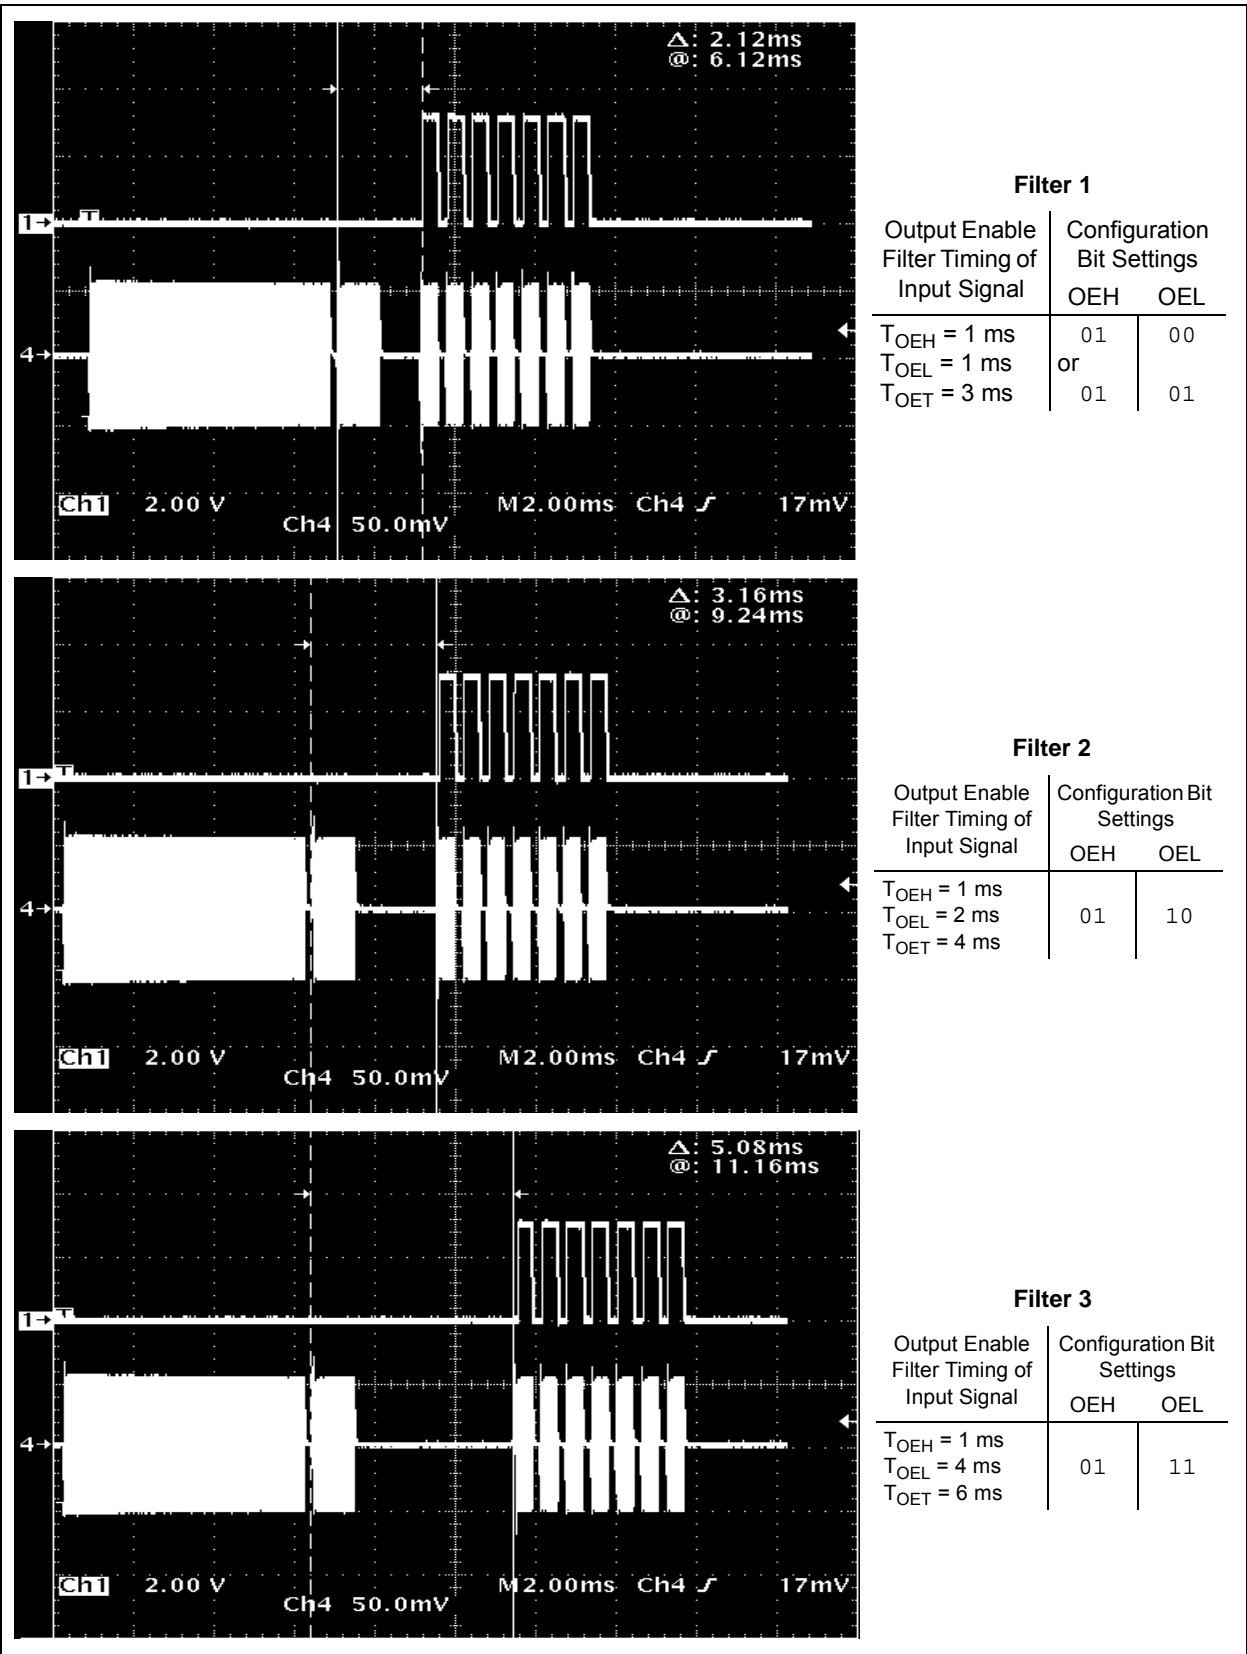 Δ: 2.12ms
@: 6.12ms
T
1→
4→
Ch1 2.00 V M2.00ms Ch4 17mV
Ch4 50.0mV
Filter 1
Output Enable Filter Timing of Input Signal
Configuration Bit Settings
OEH OEL
TOEH = 1 ms 01 00
TOEL = 1 ms or
TOET = 3 ms 01 01
Δ: 3.16ms
@: 9.24ms
T
1→
4→
Ch1 2.00 V M2.00ms Ch4 17mV
Ch4 50.0mV
Filter 2
Output Enable Filter Timing of Input Signal
Configuration Bit Settings
OEH OEL
TOEH = 1 ms
TOEL = 2 ms 01 10
TOET = 4 ms
Δ: 5.08ms
@: 11.16ms
T
1→
4→
Ch1 2.00 V M2.00ms Ch4 17mV
Ch4 50.0mV
Filter 3
Output Enable Filter Timing of Input Signal
Configuration Bit Settings
OEH OEL
TOEH = 1 ms
TOEL = 4 ms 01 11
TOET = 6 ms